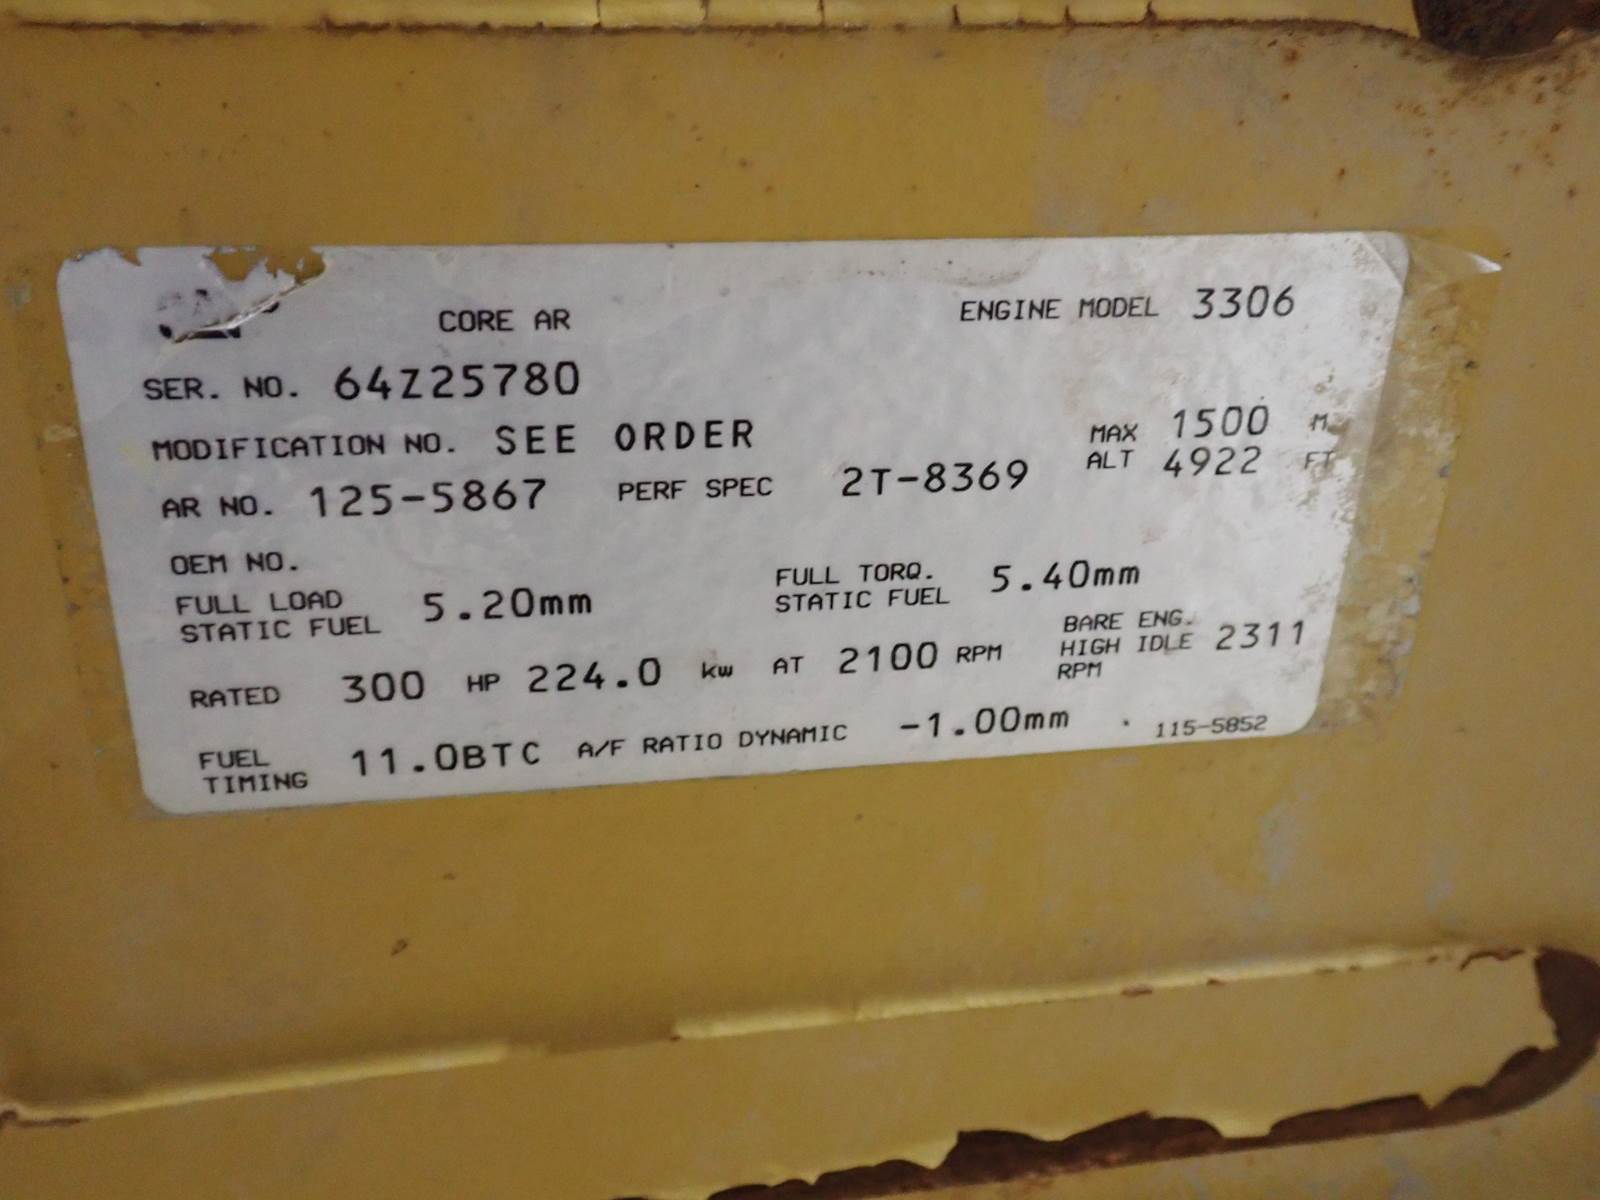 CORE AR ENGINE MODEL 3306
SER. NO. 64Z25780
MODIFICATION NO. SEE ORDER
MAX ALT 1500 M 4922 FT
AR NO. 125-5867 PERF SPEC 2T-8369
OEM NO.
FULL LOAD STATIC FUEL 5.20mm
FULL TORQ. STATIC FUEL 5.40mm
RATED 300 HP 224.0 kw AT 2100 RPM
BARE ENG. HIGH IDLE RPM 2311
FUEL TIMING 11.0BTC A/F RATIO DYNAMIC -1.00mm
115-5852